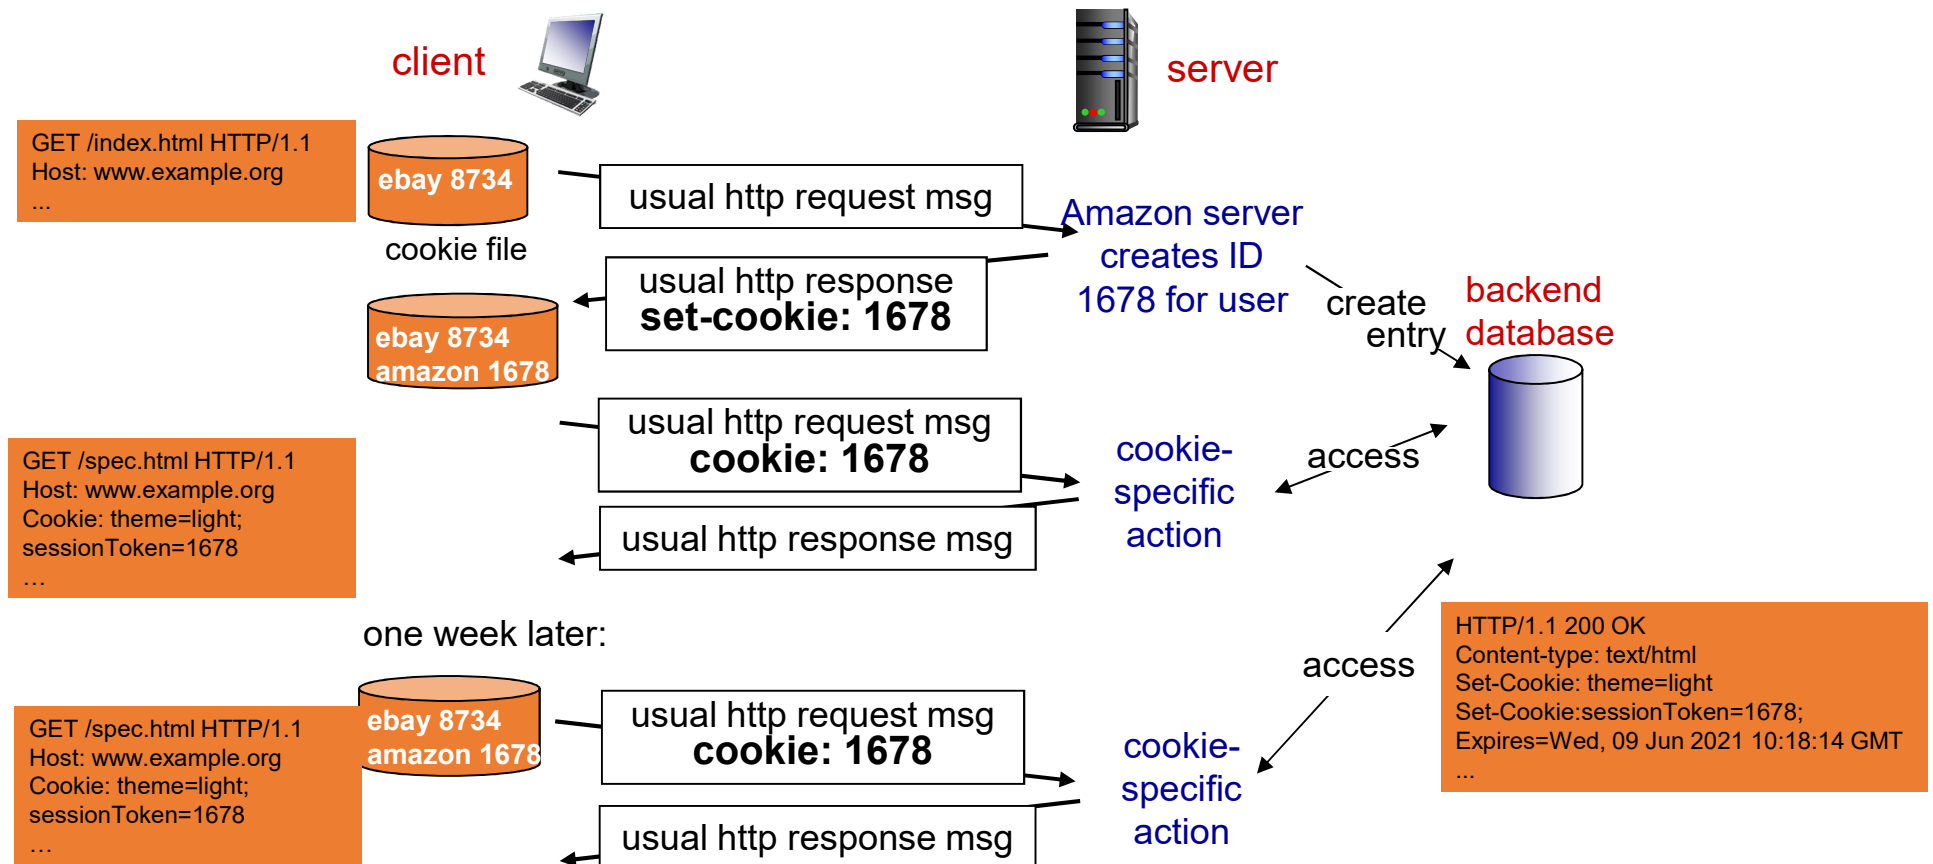 client
server
GET /index.html HTTP/1.1
Host: www.example.org
...
ebay 8734
cookie file
usual http request msg
Amazon server
creates ID
1678 for user
usual http response
set-cookie: 1678
create
entry
backend
database
ebay 8734
amazon 1678
usual http request msg
cookie: 1678
cookie-
specific
action
access
GET /spec.html HTTP/1.1
Host: www.example.org
Cookie: theme=light;
sessionToken=1678
…
usual http response msg
one week later:
access
HTTP/1.1 200 OK
Content-type: text/html
Set-Cookie: theme=light
Set-Cookie:sessionToken=1678;
Expires=Wed, 09 Jun 2021 10:18:14 GMT
...
GET /spec.html HTTP/1.1
Host: www.example.org
Cookie: theme=light;
sessionToken=1678
…
ebay 8734
amazon 1678
usual http request msg
cookie: 1678
cookie-
specific
action
usual http response msg